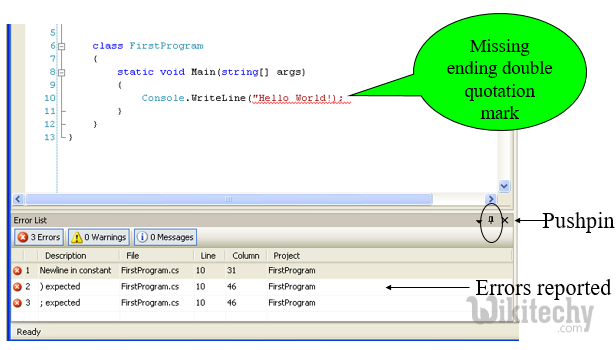 5
6 class FirstProgram
7 {
8 static void Main(string[] args)
9 {
10 Console.WriteLine("Hello World!);
11 }
12 }
13 }
Missing
ending double
quotation
mark
Error List
Pushpin
3 Errors 0 Warnings 0 Messages
Description File Line Column Project
1 Newline in constant FirstProgram.cs 10 31 FirstProgram
2 ) expected FirstProgram.cs 10 46 FirstProgram
3 ; expected FirstProgram.cs 10 46 FirstProgram
Errors reported
Wikitechy
.com
Ready